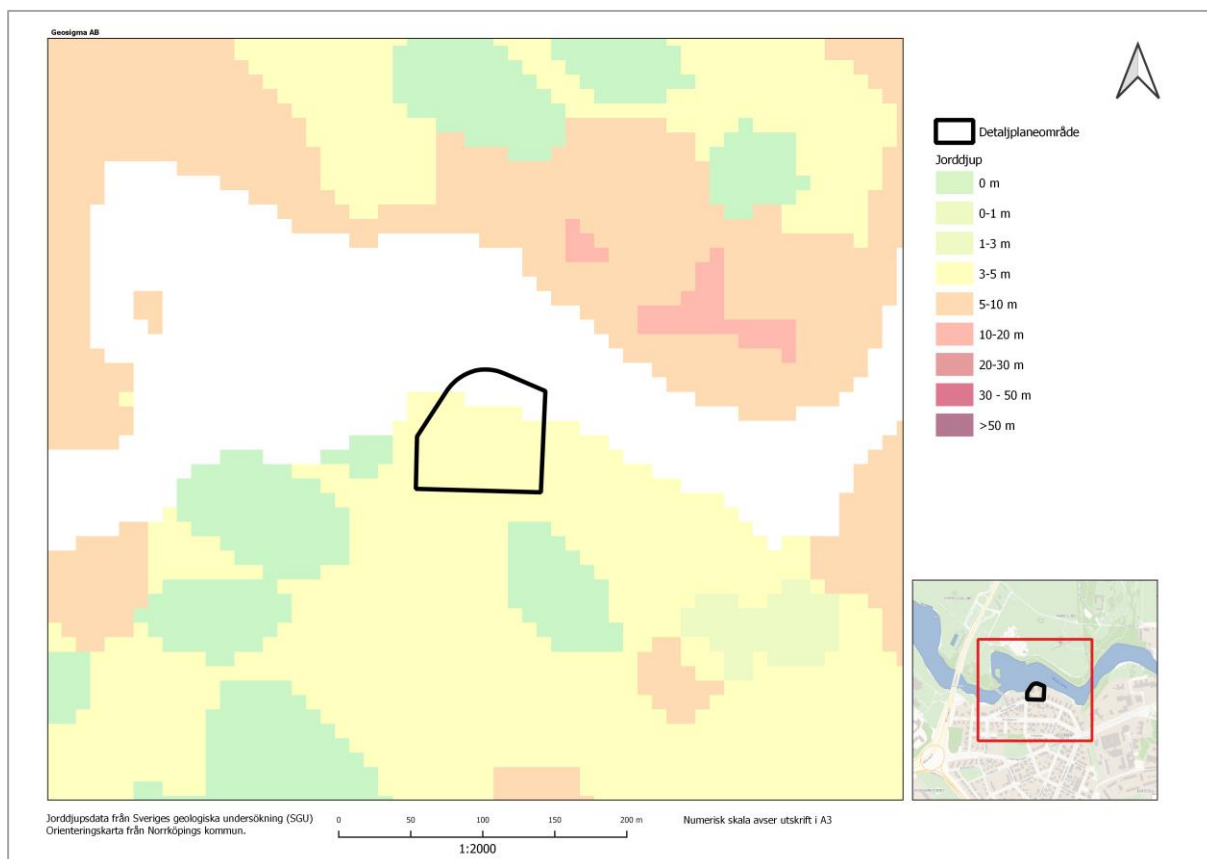 Geosigma AB
Detaljplaneområde
Jorddjup
0 m
0-1 m
1-3 m
3-5 m
5-10 m
10-20 m
20-30 m
30 - 50 m
>50 m
Jorddjupsdata från Sveriges geologiska undersökning (SGU)
Orienteringskarta från Norrköpings kommun.
0 50 100 150 200 m
1:2000
Numerisk skala avser utskrift i A3